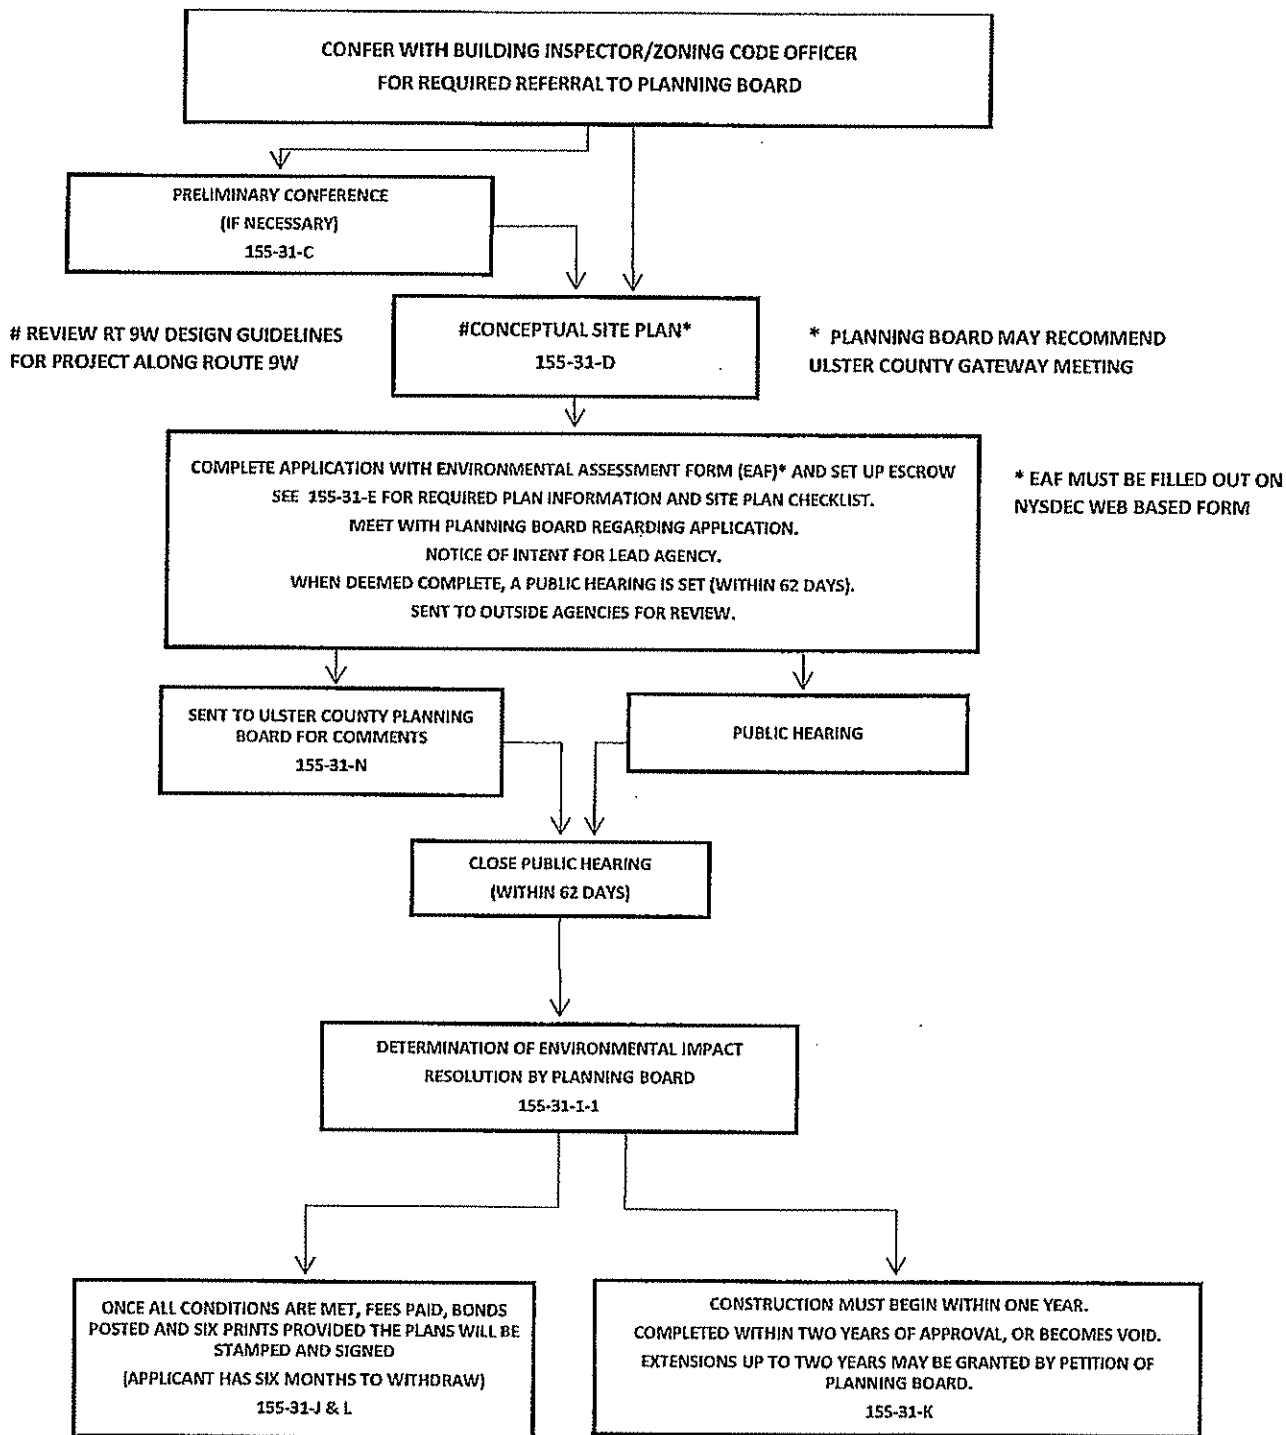 CONFER WITH BUILDING INSPECTOR/ZONING CODE OFFICER
FOR REQUIRED REFERRAL TO PLANNING BOARD
PRELIMINARY CONFERENCE
(IF NECESSARY)
155-31-C
# REVIEW RT 9W DESIGN GUIDELINES
FOR PROJECT ALONG ROUTE 9W
#CONCEPTUAL SITE PLAN*
155-31-D
* PLANNING BOARD MAY RECOMMEND
ULSTER COUNTY GATEWAY MEETING
COMPLETE APPLICATION WITH ENVIRONMENTAL ASSESSMENT FORM (EAF)* AND SET UP ESCROW
SEE 155-31-E FOR REQUIRED PLAN INFORMATION AND SITE PLAN CHECKLIST.
MEET WITH PLANNING BOARD REGARDING APPLICATION.
NOTICE OF INTENT FOR LEAD AGENCY.
WHEN DEEMED COMPLETE, A PUBLIC HEARING IS SET (WITHIN 62 DAYS).
SENT TO OUTSIDE AGENCIES FOR REVIEW.
* EAF MUST BE FILLED OUT ON
NYSDEC WEB BASED FORM
SENT TO ULSTER COUNTY PLANNING
BOARD FOR COMMENTS
155-31-N
PUBLIC HEARING
CLOSE PUBLIC HEARING
(WITHIN 62 DAYS)
DETERMINATION OF ENVIRONMENTAL IMPACT
RESOLUTION BY PLANNING BOARD
155-31-I-1
ONCE ALL CONDITIONS ARE MET, FEES PAID, BONDS
POSTED AND SIX PRINTS PROVIDED THE PLANS WILL BE
STAMPED AND SIGNED
(APPLICANT HAS SIX MONTHS TO WITHDRAW)
155-31-J & L
CONSTRUCTION MUST BEGIN WITHIN ONE YEAR.
COMPLETED WITHIN TWO YEARS OF APPROVAL, OR BECOMES VOID.
EXTENSIONS UP TO TWO YEARS MAY BE GRANTED BY PETITION OF
PLANNING BOARD.
155-31-K